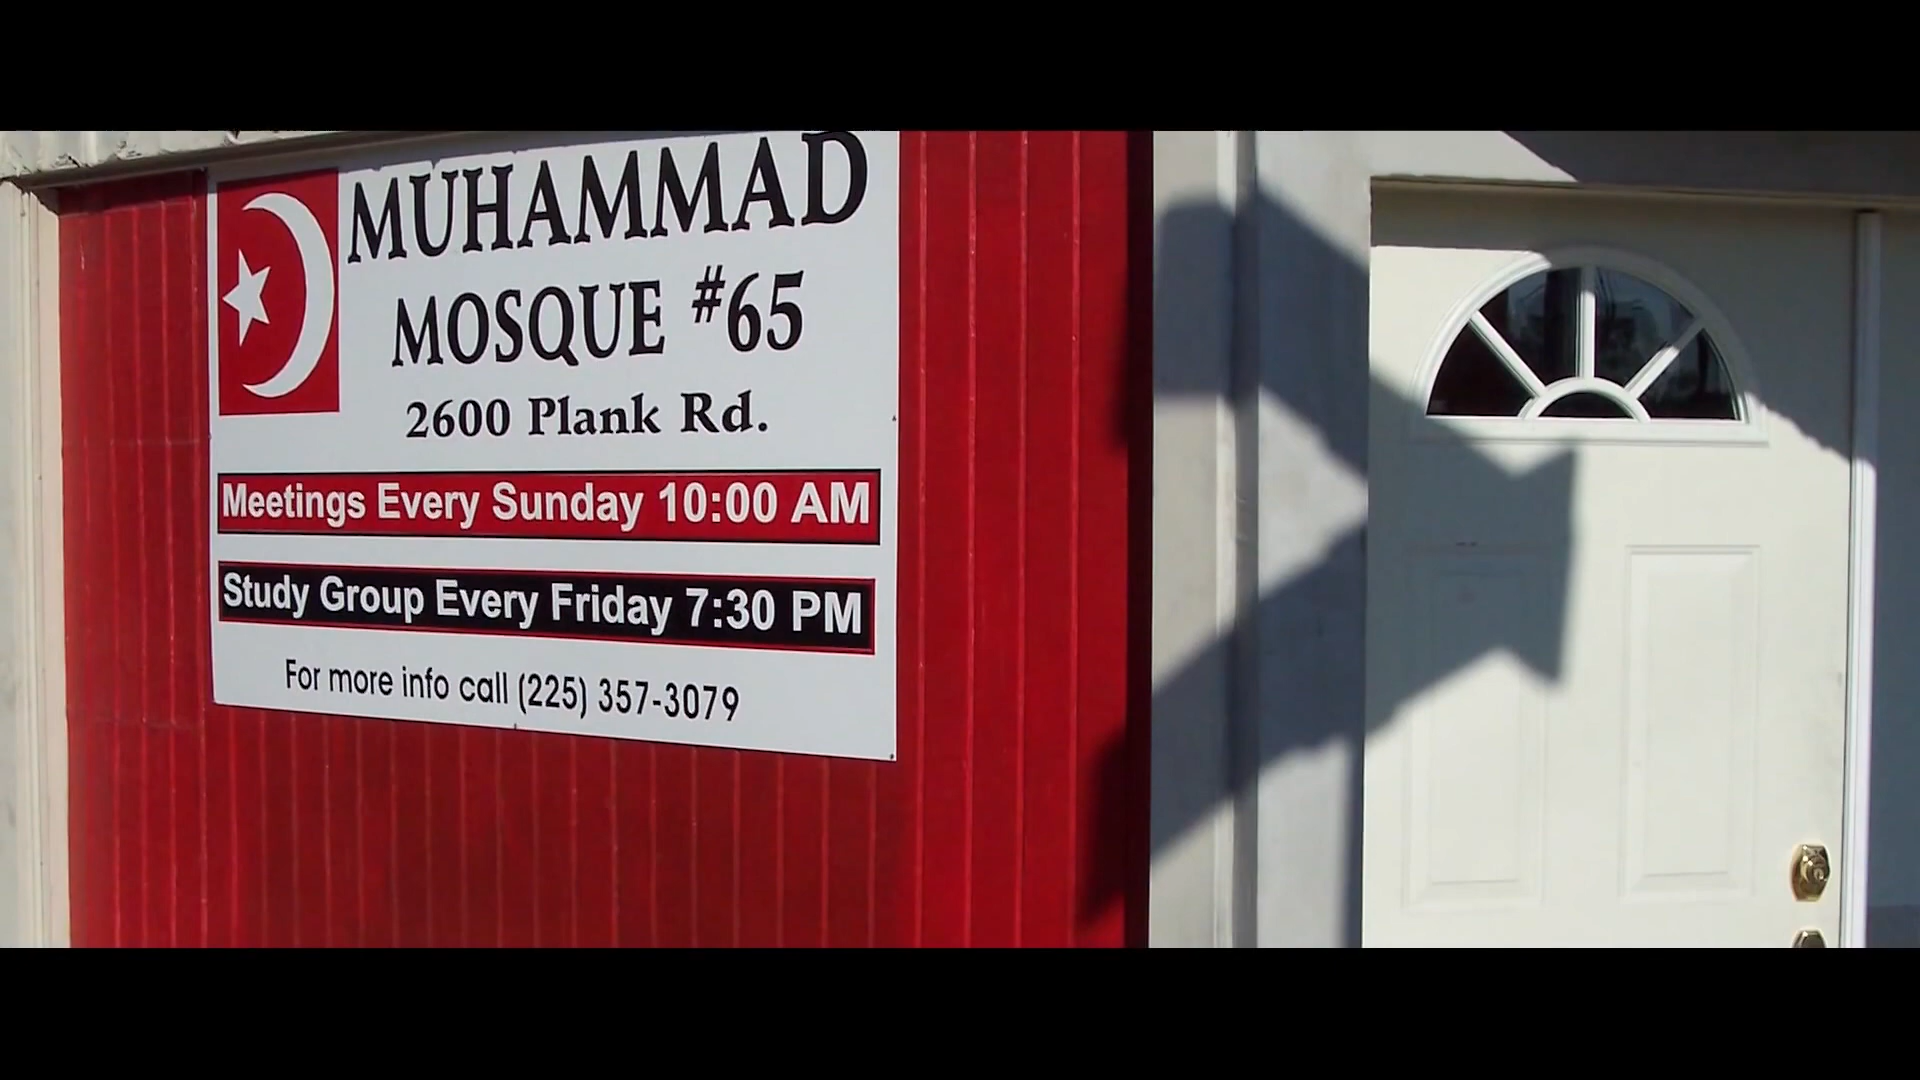 MUHAMMAD
MOSQUE #65
2600 Plank Rd.
Meetings Every Sunday 10:00 AM
Study Group Every Friday 7:30 PM
For more info call (225) 357-3079